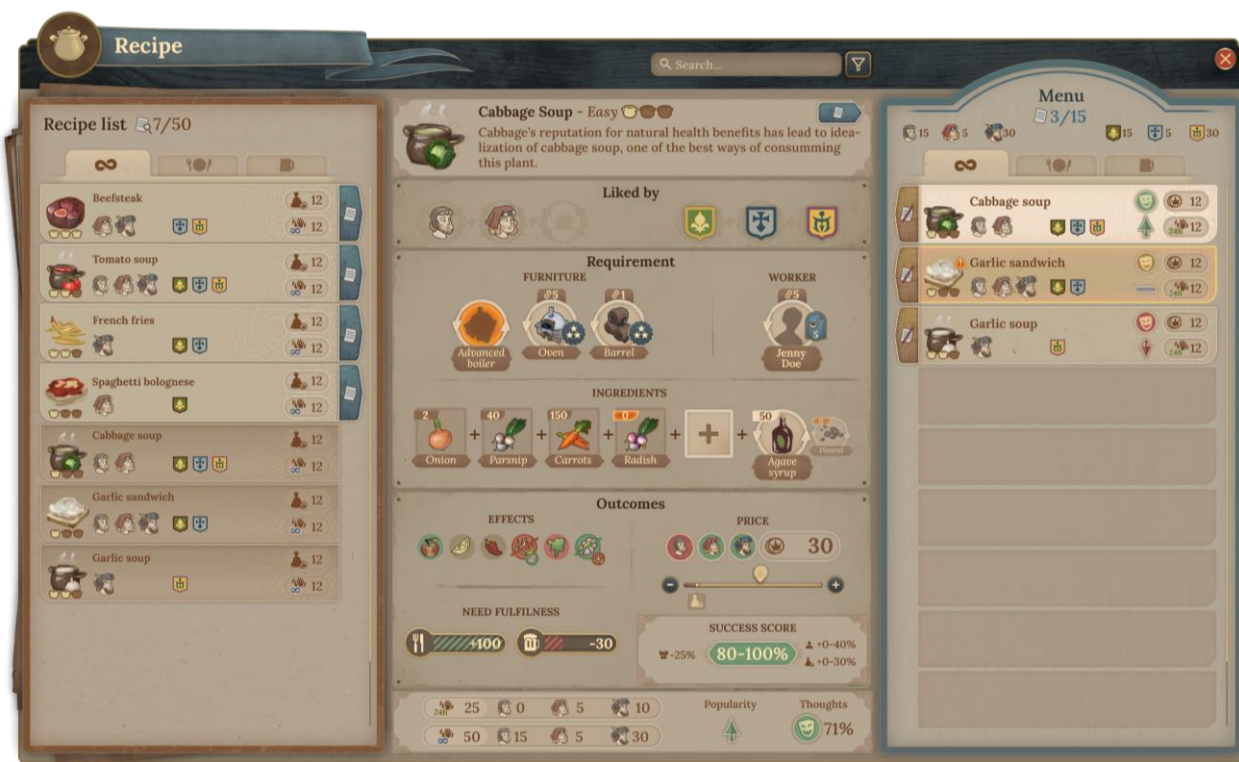 Recipe
Search...
Recipe list 7/50
Beefsteak
12
12
Tomato soup
12
12
French fries
12
12
Spaghetti bolognese
12
12
Cabbage soup
12
12
Garlic sandwich
12
12
Garlic soup
12
12
Cabbage Soup - Easy
Cabbage's reputation for natural health benefits has lead to idea-
lization of cabbage soup, one of the best ways of consumming
this plant.
Liked by
Requirement
FURNITURE
WORKER
5
1
5
5
Advanced
boiler
Oven
Barrel
Jenny
Doe
INGREDIENTS
2
40
150
0
50
0
+ + + + + +
Onion
Parsnip
Carrots
Radish
Agave
syrup
Piment
Outcomes
EFFECTS
PRICE
30
- +
NEED FULFILNESS
+100
-30
SUCCESS SCORE
-25%
80-100%
+0-40%
+0-30%
24h 25 0 5 10
50 15 5 30
Popularity
Thoughts
71%
Menu
3/15
15 5 30 15 5 30
Cabbage soup
12
24h 12
Garlic sandwich
12
24h 12
Garlic soup
12
24h 12